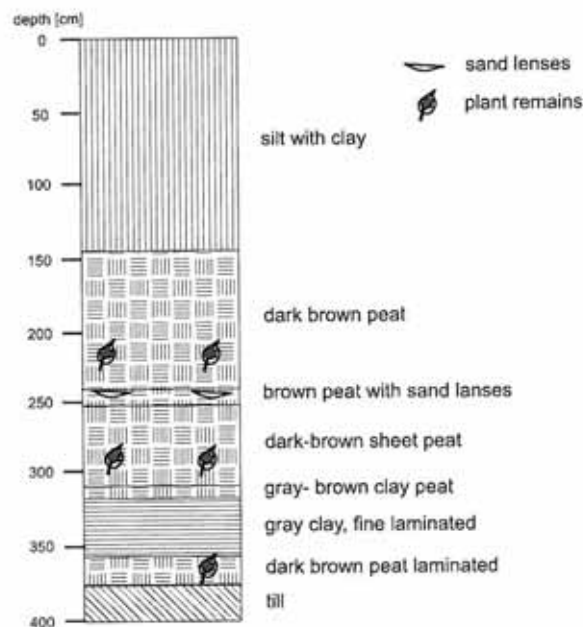 depth [cm]
0
50
100
150
200
250
300
350
400
sand lenses
plant remains
silt with clay
dark brown peat
brown peat with sand lanses
dark-brown sheet peat
gray- brown clay peat
gray clay, fine laminated
dark brown peat laminated
till